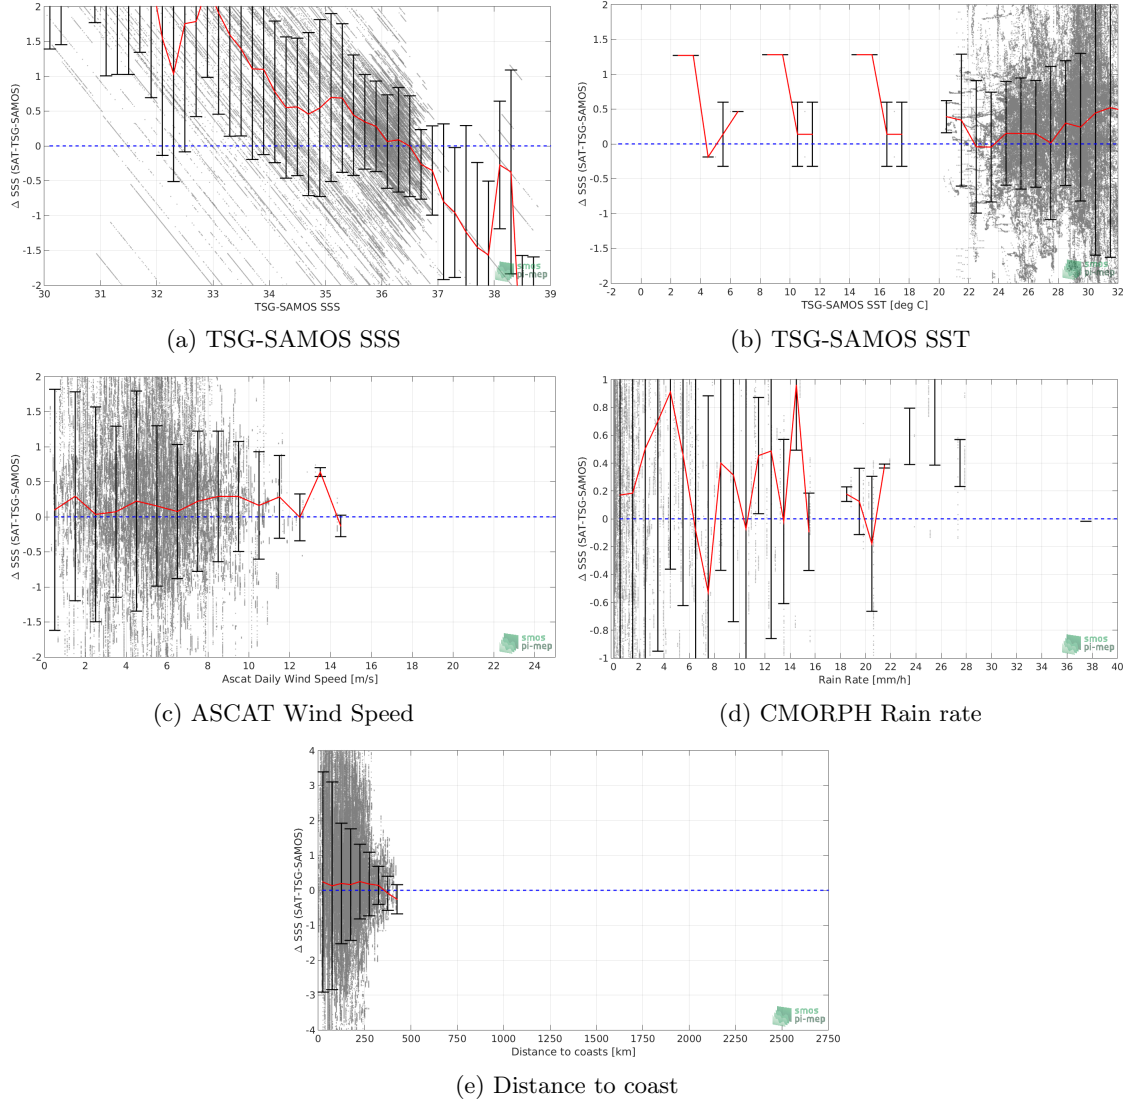 2
1.5
1
0.5
0
-0.5
-1
-1.5
-2
Δ SSS (SAT-TSG-SAMOS)
30 31 32 33 34 35 36 37 38 39
TSG-SAMOS SSS
smos
pi-mep
(a) TSG-SAMOS SSS
2
1.5
1
0.5
0
-0.5
-1
-1.5
-2
Δ SSS (SAT-TSG-SAMOS)
-2 0 2 4 6 8 10 12 14 16 18 20 22 24 26 28 30 32
TSG-SAMOS SST [deg C]
smos
pi-mep
(b) TSG-SAMOS SST
2
1.5
1
0.5
0
-0.5
-1
-1.5
-2
Δ SSS (SAT-TSG-SAMOS)
0 2 4 6 8 10 12 14 16 18 20 22 24
Ascat Daily Wind Speed [m/s]
smos
pi-mep
(c) ASCAT Wind Speed
1
0.8
0.6
0.4
0.2
0
-0.2
-0.4
-0.6
-0.8
-1
Δ SSS (SAT-TSG-SAMOS)
0 2 4 6 8 10 12 14 16 18 20 22 24 26 28 30 32 34 36 38 40
Rain Rate [mm/h]
smos
pi-mep
(d) CMORPH Rain rate
4
3
2
1
0
-1
-2
-3
-4
Δ SSS (SAT-TSG-SAMOS)
0 250 500 750 1000 1250 1500 1750 2000 2250 2500 2750
Distance to coasts [km]
smos
pi-mep
(e) Distance to coast